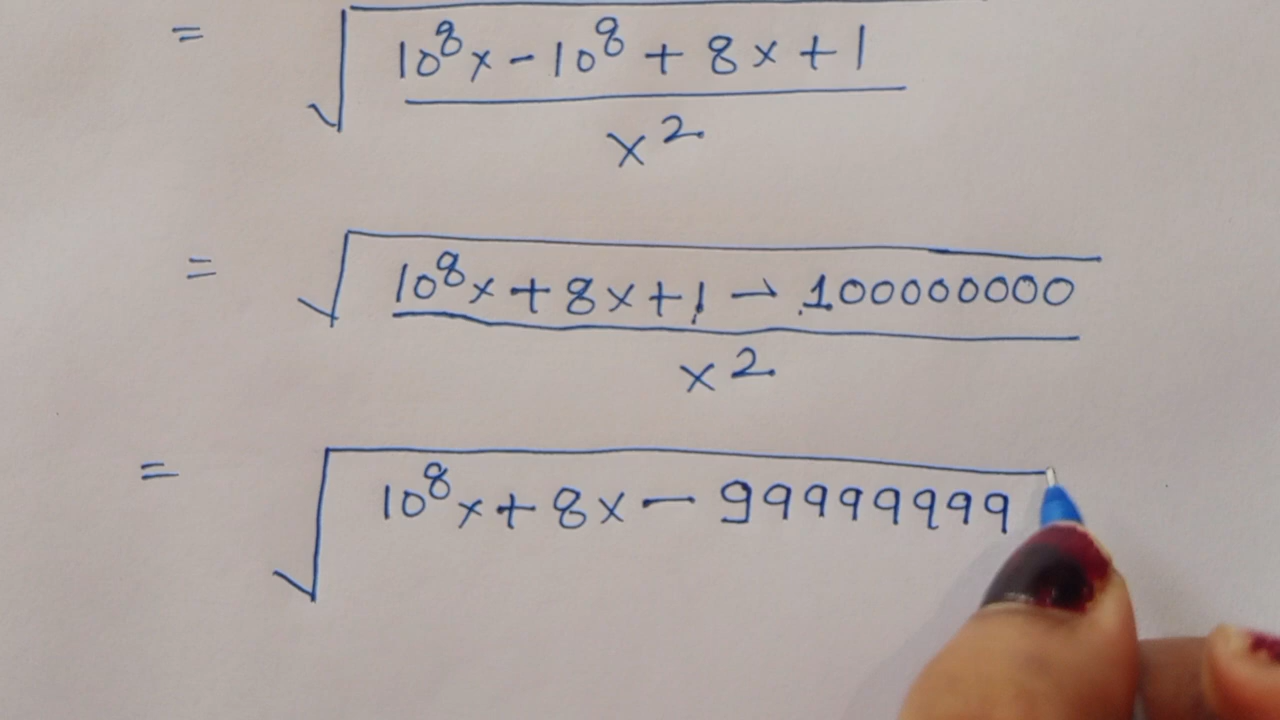 = √ 10⁸x - 10⁸ + 8x + 1
x²
= √ 10⁸x + 8x + 1 - 100000000
x²
= √ 10⁸x + 8x - 99999999